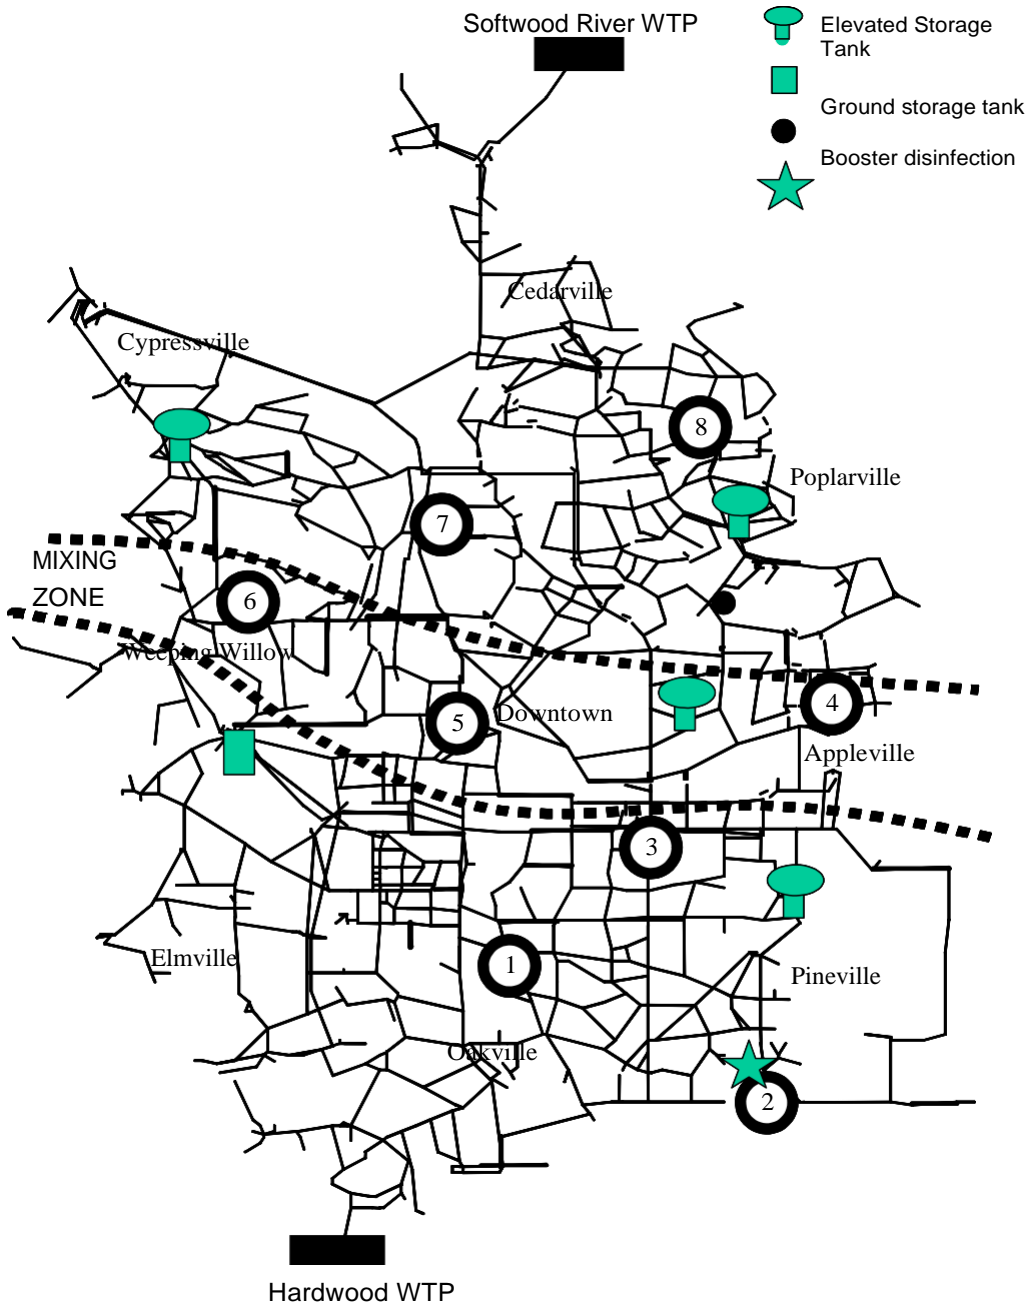 Softwood River WTP
Elevated Storage
Tank
Ground storage tank
Booster disinfection
Cedarville
Cypressville
8
Poplarville
7
MIXING
ZONE
6
Weeping Willow
4
5
Downtown
Appleville
3
Elmville
1
Pineville
Oakville
2
Hardwood WTP